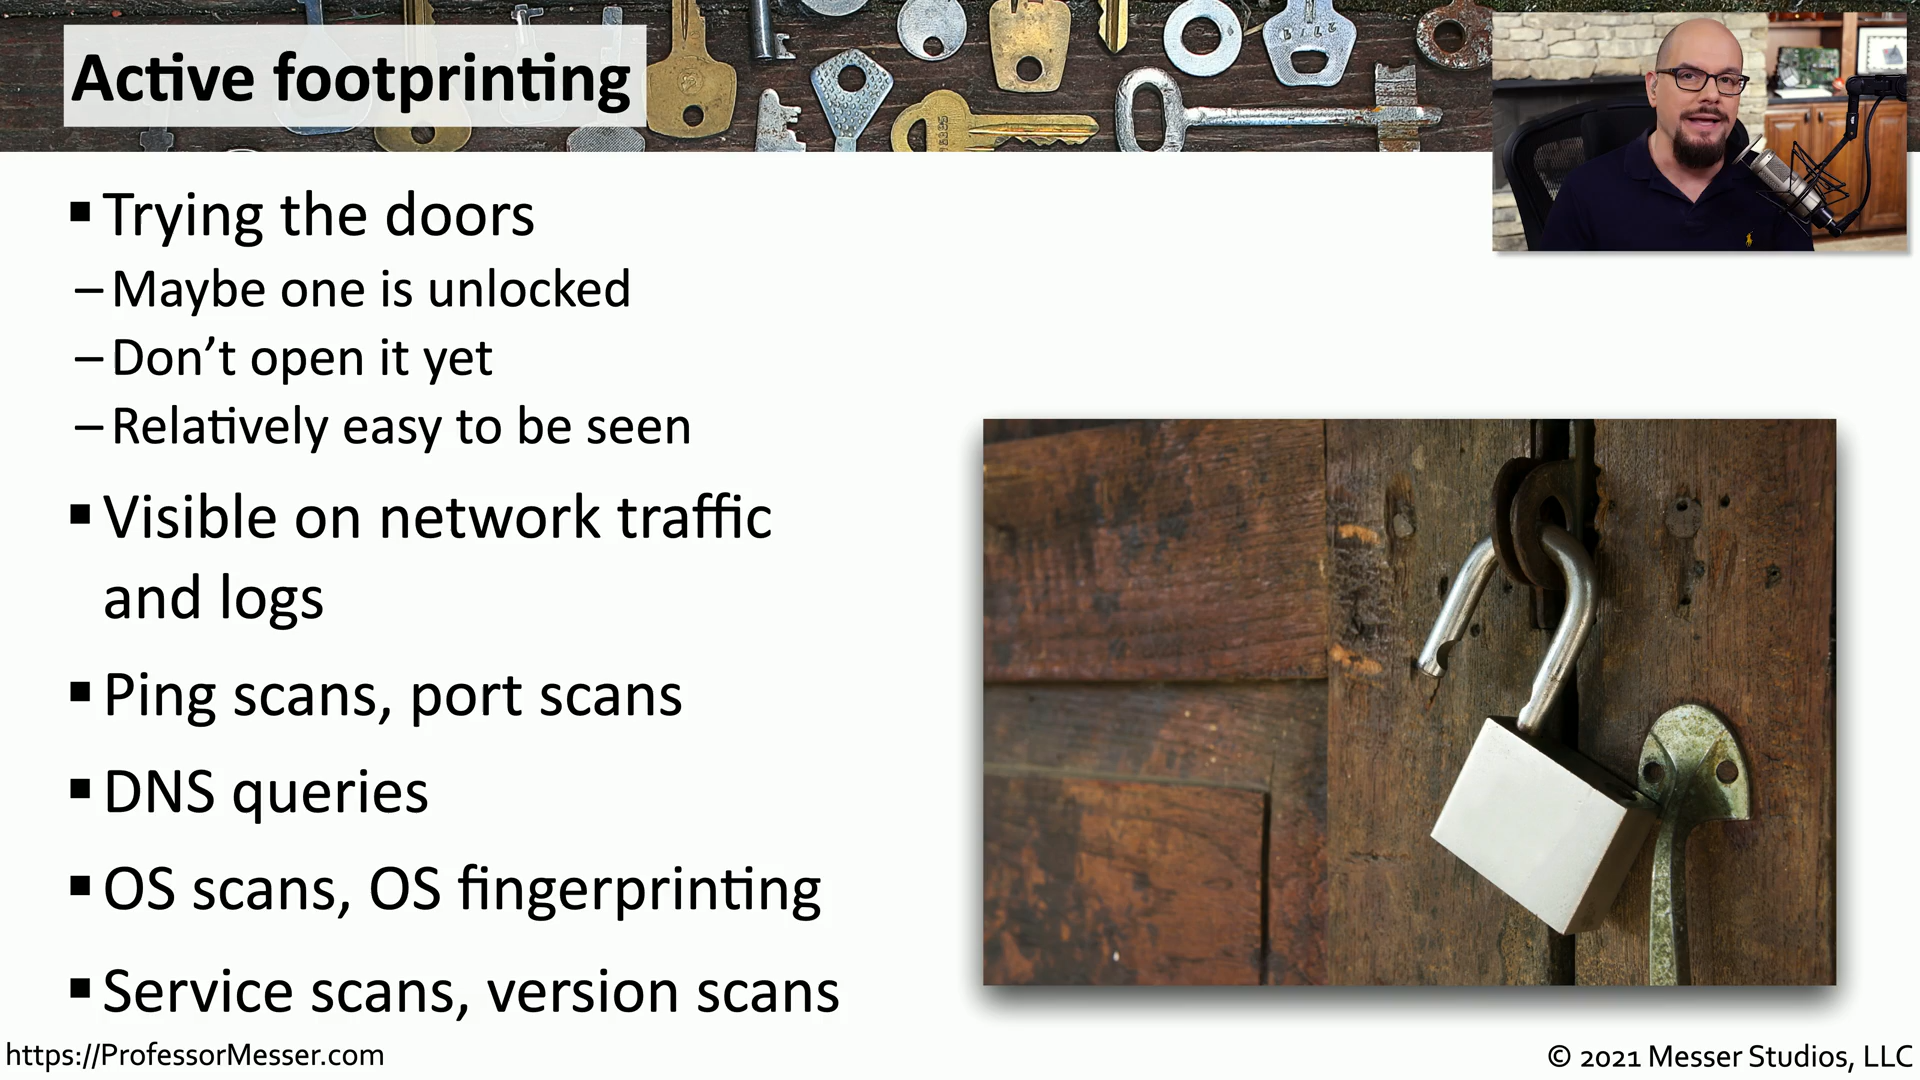 Active footprinting
▪ Trying the doors
– Maybe one is unlocked
– Don’t open it yet
– Relatively easy to be seen
▪ Visible on network traffic
and logs
▪ Ping scans, port scans
▪ DNS queries
▪ OS scans, OS fingerprinting
▪ Service scans, version scans
https://ProfessorMesser.com
© 2021 Messer Studios, LLC